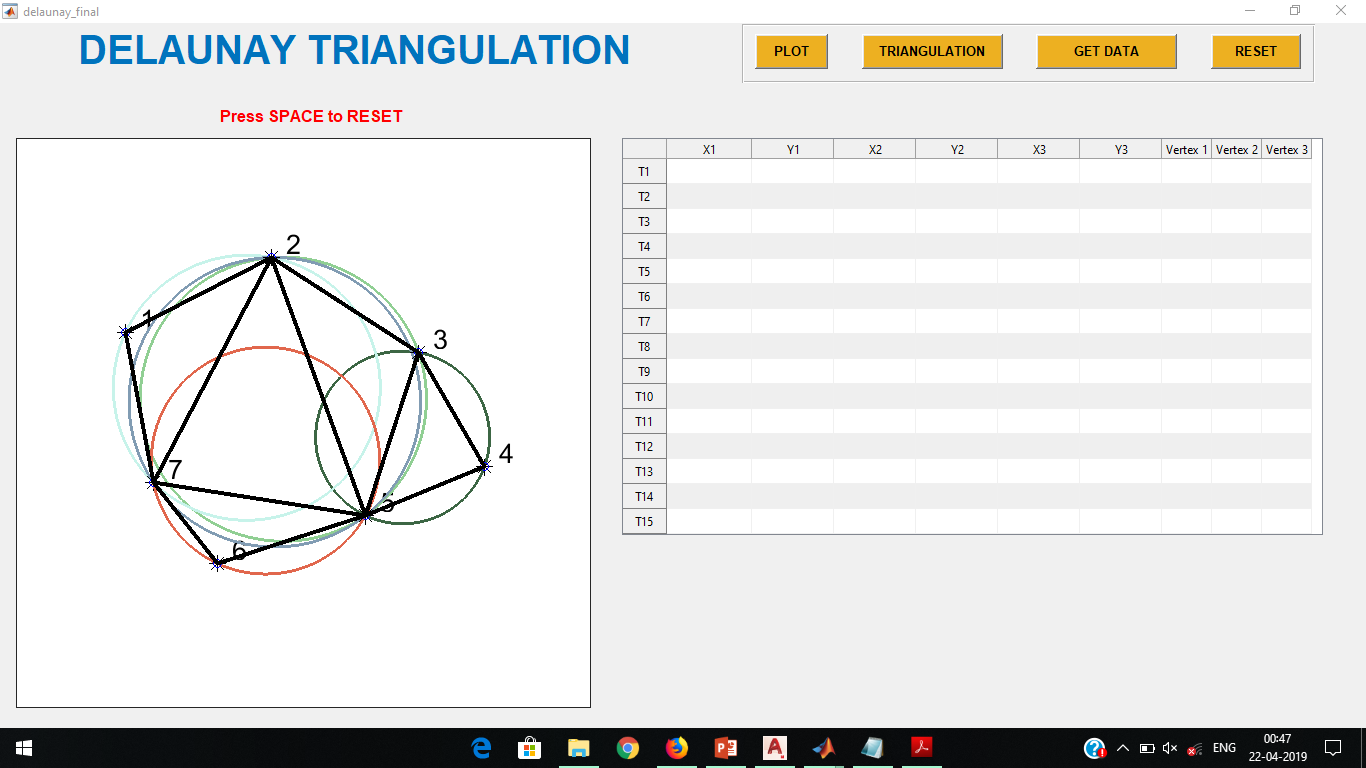 delaunay_final
DELAUNAY TRIANGULATION
PLOT TRIANGULATION GET DATA RESET
Press SPACE to RESET
X1 Y1 X2 Y2 X3 Y3 Vertex 1 Vertex 2 Vertex 3
T1
T2
T3
T4
T5
T6
T7
T8
T9
T10
T11
T12
T13
T14
T15
2
1
3
4
7
5
6
ENG
00:47
22-04-2019